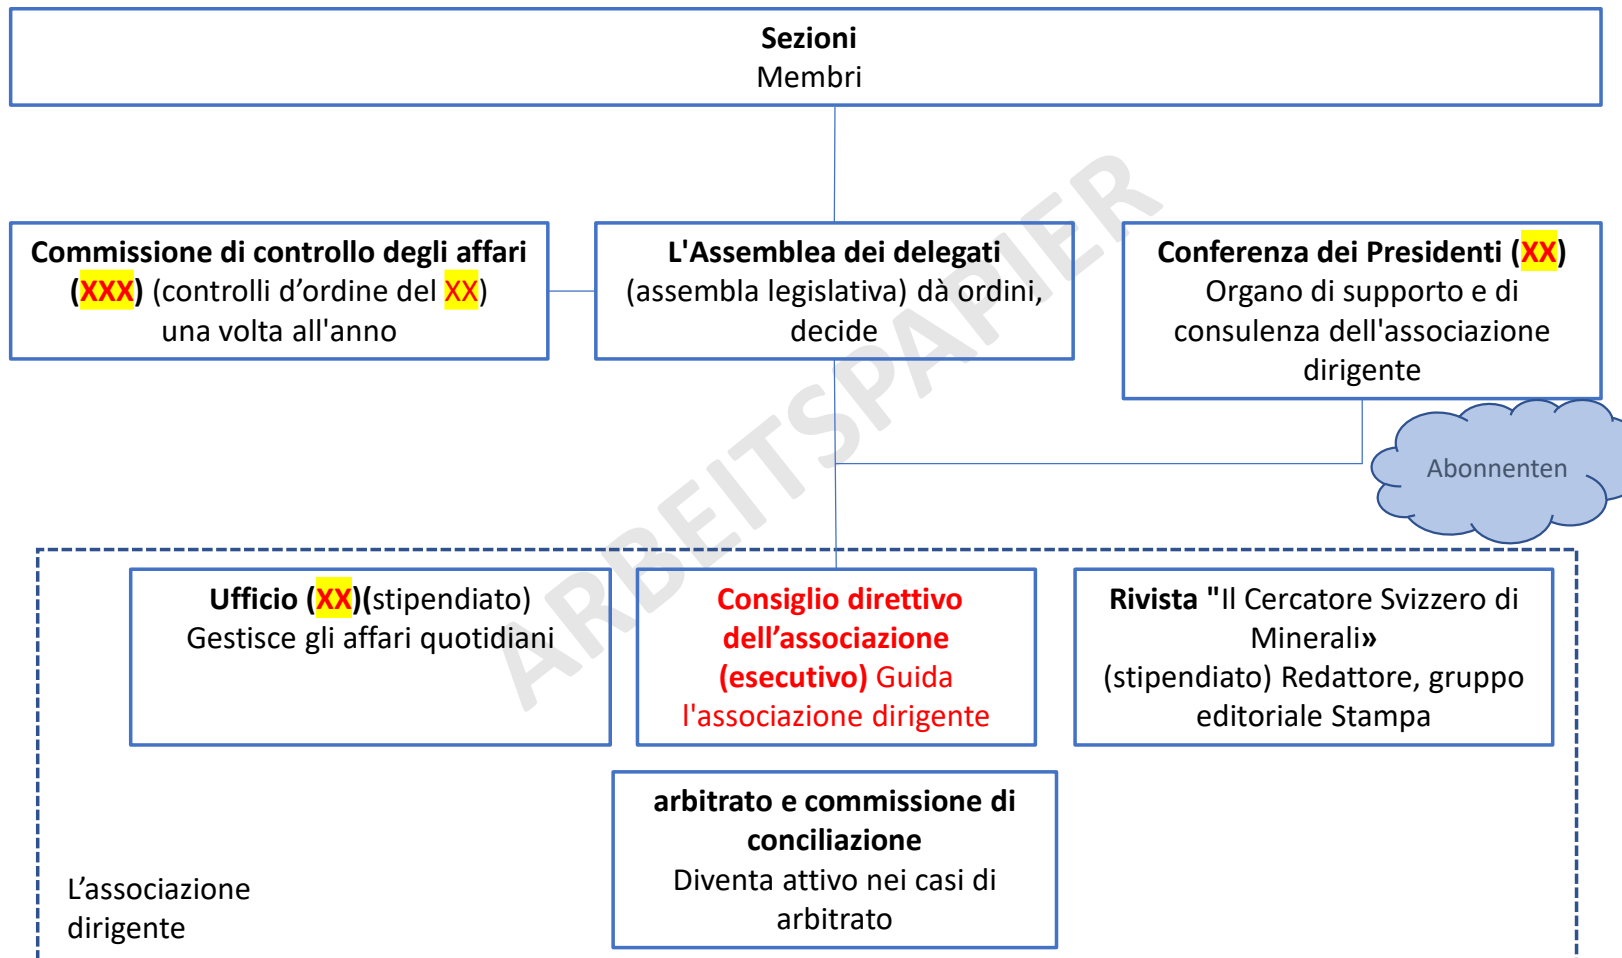 Sezioni
Membri
Commissione di controllo degli affari
(XXX) (controlli d’ordine del XX)
una volta all'anno
L'Assemblea dei delegati
(assembla legislativa) dà ordini,
decide
Conferenza dei Presidenti (XX)
Organo di supporto e di
consulenza dell'associazione
dirigente
Abonnenten
ARBEITSPAPIER
Ufficio (XX)(stipendiato)
Gestisce gli affari quotidiani
Consiglio direttivo
dell’associazione
(esecutivo) Guida
l'associazione dirigente
Rivista "Il Cercatore Svizzero di
Minerali»
(stipendiato) Redattore, gruppo
editoriale Stampa
arbitrato e commissione di
conciliazione
Diventa attivo nei casi di
arbitrato
L’associazione
dirigente